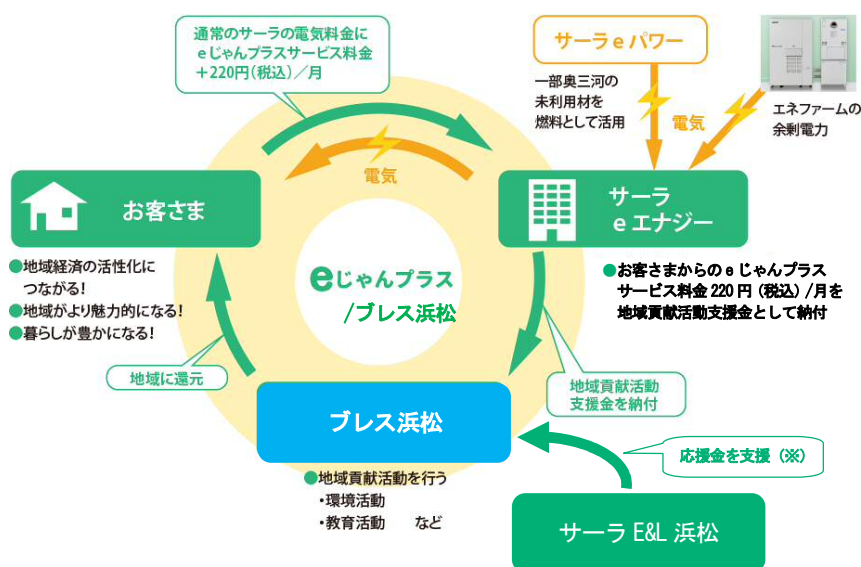 通常のサーラの電気料金に
eじゃんプラスサービス料金
+220円(税込)/月
サーラeパワー
一部奥三河の
未利用材を
燃料として活用
電気
エネファームの
余剰電力
電気
お客さま
サーラ
eエナジー
●地域経済の活性化に
つながる!
●地域がより魅力的になる!
●暮らしが豊かになる!
eじゃんプラス
/ブレス浜松
●お客さまからのeじゃんプラス
サービス料金220円(税込)/月を
地域貢献活動支援金として納付
地域に還元
地域貢献活動
支援金を納付
ブレス浜松
応援金を支援(※)
●地域貢献活動を行う
・環境活動
・教育活動 など
サーラE&L浜松